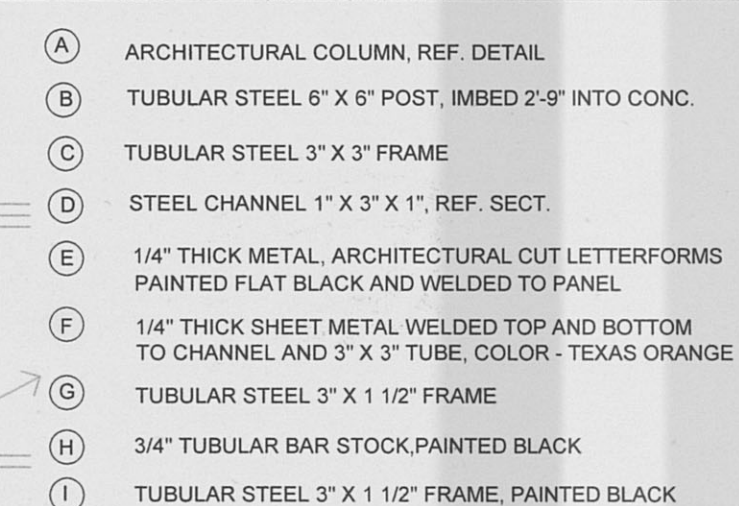 A ARCHITECTURAL COLUMN, REF. DETAIL
B TUBULAR STEEL 6" X 6" POST, IMBED 2'-9" INTO CONC.
C TUBULAR STEEL 3" X 3" FRAME
D STEEL CHANNEL 1" X 3" X 1", REF. SECT.
E 1/4" THICK METAL, ARCHITECTURAL CUT LETTERFORMS
PAINTED FLAT BLACK AND WELDED TO PANEL
F 1/4" THICK SHEET METAL WELDED TOP AND BOTTOM
TO CHANNEL AND 3" X 3" TUBE, COLOR - TEXAS ORANGE
G TUBULAR STEEL 3" X 1 1/2" FRAME
H 3/4" TUBULAR BAR STOCK,PAINTED BLACK
I TUBULAR STEEL 3" X 1 1/2" FRAME, PAINTED BLACK